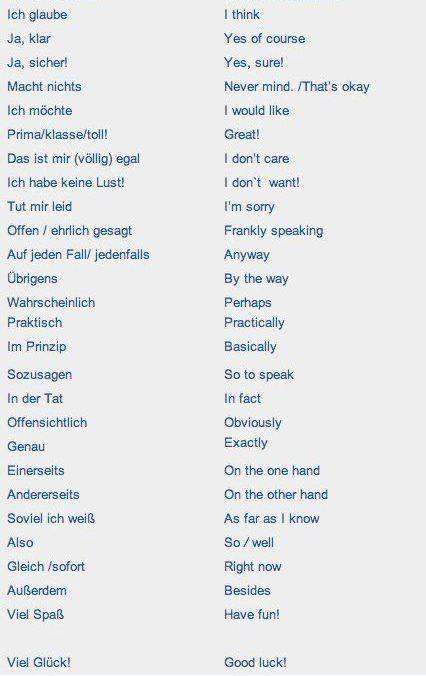 Ich glaube I think
Ja, klar Yes of course
Ja, sicher! Yes, sure!
Macht nichts Never mind. /That's okay
Ich möchte I would like
Prima/klasse/toll! Great!
Das ist mir (völlig) egal I don't care
Ich habe keine Lust! I don`t want!
Tut mir leid I'm sorry
Offen / ehrlich gesagt Frankly speaking
Auf jeden Fall/ jedenfalls Anyway
Übrigens By the way
Wahrscheinlich Perhaps
Praktisch Practically
Im Prinzip Basically
Sozusagen So to speak
In der Tat In fact
Offensichtlich Obviously
Genau Exactly
Einerseits On the one hand
Andererseits On the other hand
Soviel ich weiß As far as I know
Also So / well
Gleich /sofort Right now
Außerdem Besides
Viel Spaß Have fun!
Viel Glück! Good luck!